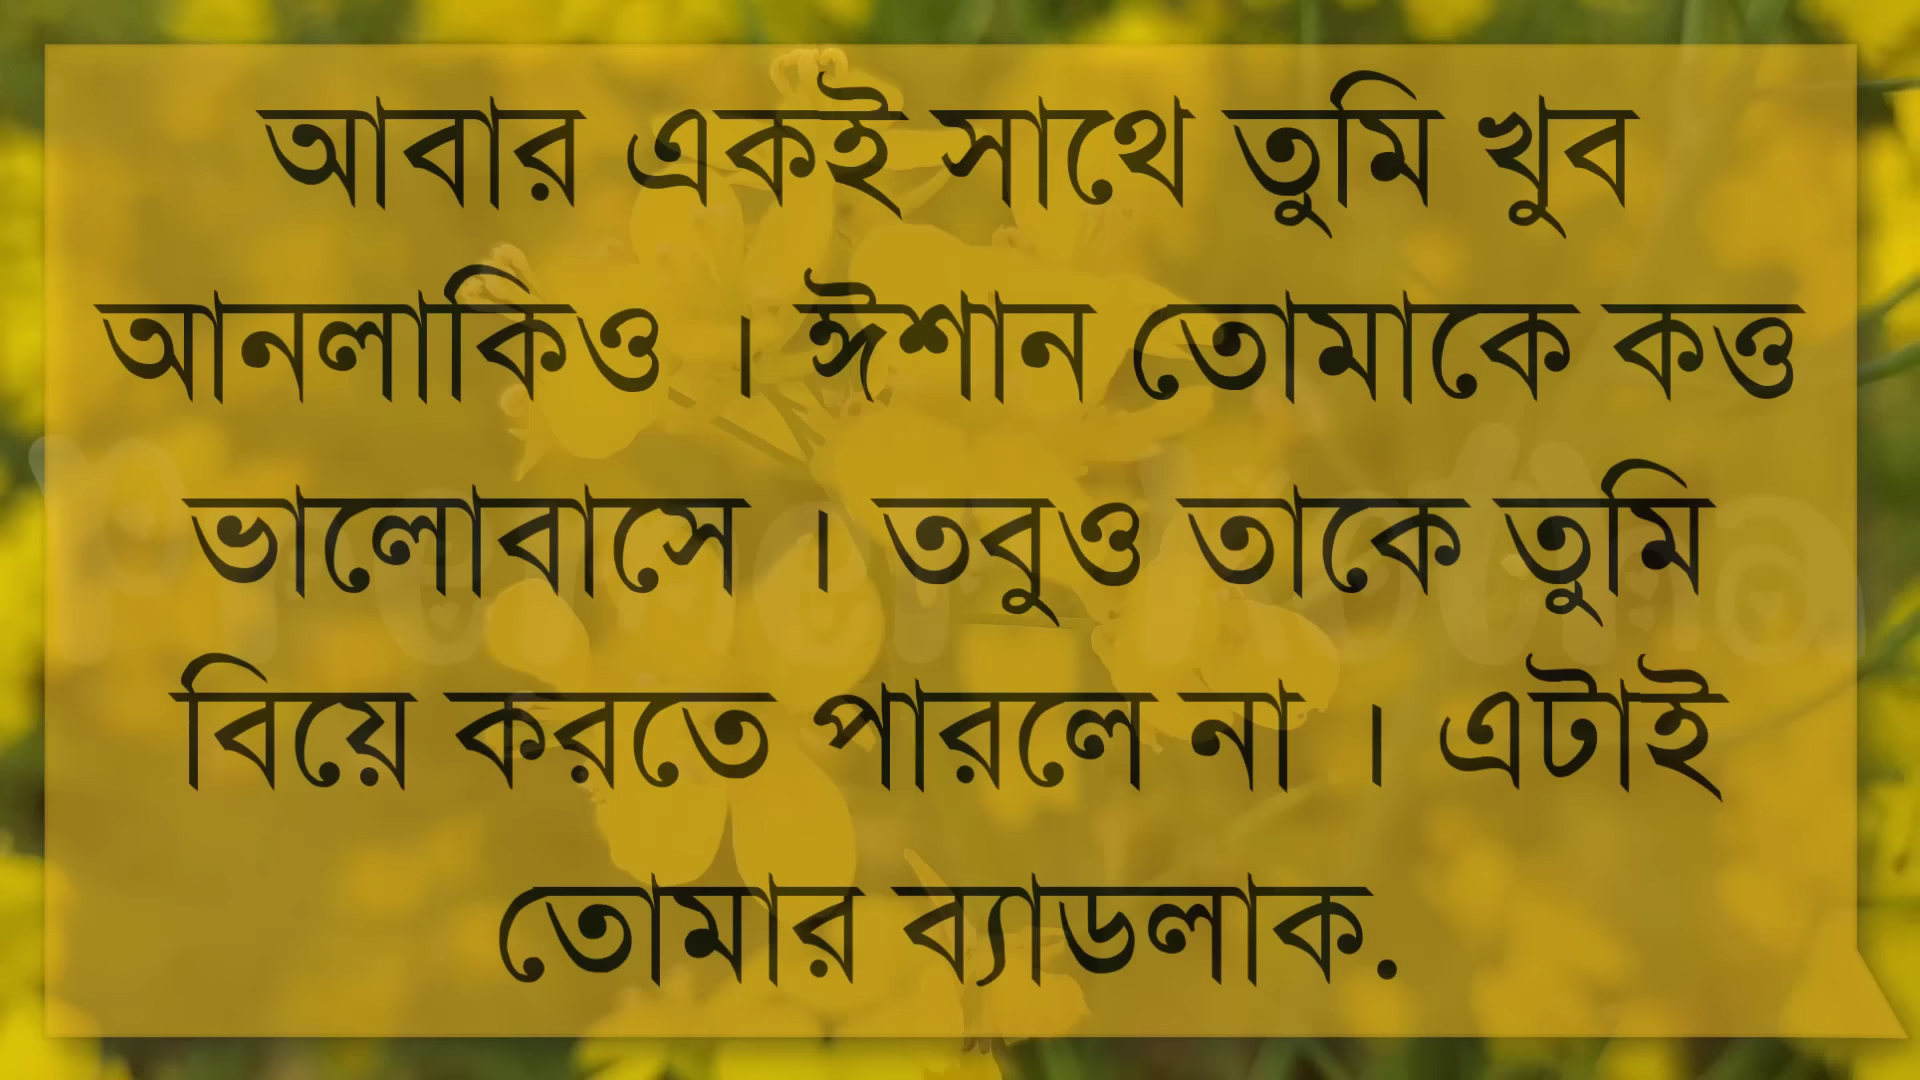 আবার একই সাথে তুমি খুব
আনলাকিও । ঈশান তোমাকে কত্ত
ভালোবাসে । তবুও তাকে তুমি
বিয়ে করতে পারলে না । এটাই
তোমার ব্যাডলাক.